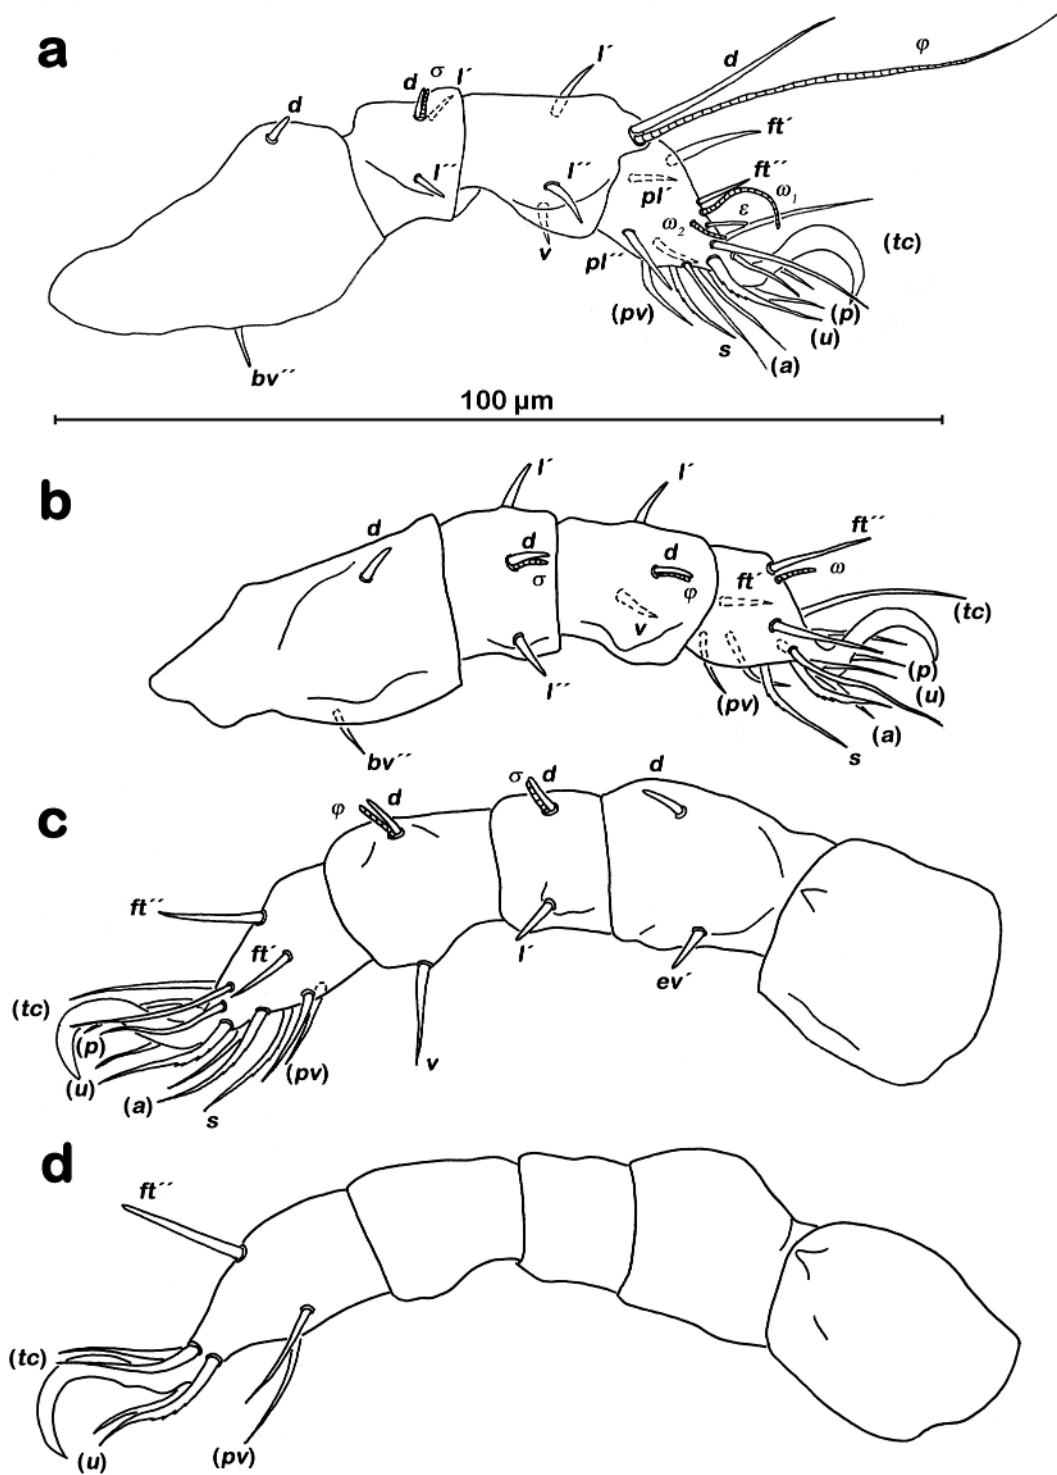 a
d
d σ l´
l´
d
φ
ft´
ft´´
l´´
l´´
pl´
ω1
ε
ω2
v
pl´´
(tc)
(pv)
(p)
(u)
s
(a)
bv´´
100 µm
b
l´
l´
d
d
σ
d
φ
ft´´
ft´
ω
v
(tc)
l´´
(p)
(pv)
(u)
(a)
s
bv´´
c
φ d
σ d
d
ft´´
ft´
l´
ev´
(tc)
(p)
(u)
(a)
s
(pv)
v
d
ft´´
(tc)
(u)
(pv)